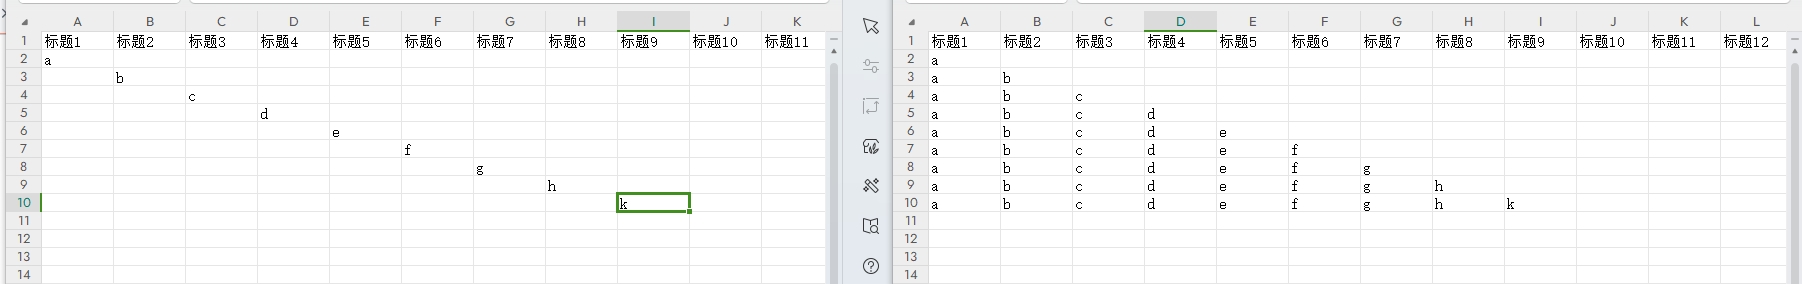 A B C D E F G H I J K
1 标题1 标题2 标题3 标题4 标题5 标题6 标题7 标题8 标题9 标题10 标题11
2 a
3 b
4 c
5 d
6 e
7 f
8 g
9 h
10 k
11
12
13
14
A B C D E F G H I J K L
1 标题1 标题2 标题3 标题4 标题5 标题6 标题7 标题8 标题9 标题10 标题11 标题12
2 a
3 a b
4 a b c
5 a b c d
6 a b c d e
7 a b c d e f
8 a b c d e f g
9 a b c d e f g h
10 a b c d e f g h k
11
12
13
14